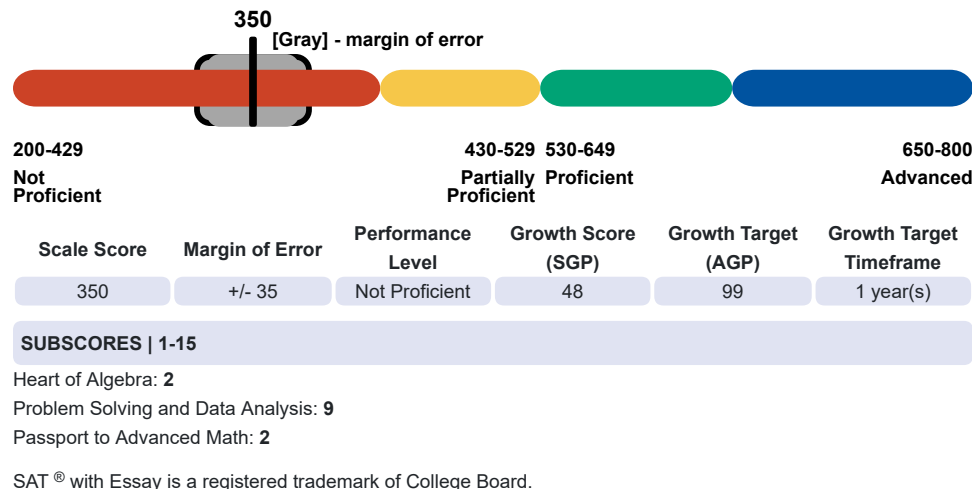 350
[Gray] - margin of error
200-429 430-529 530-649 650-800
Not Partially Proficient Advanced
Proficient Proficient
Scale Score Margin of Error Performance Level Growth Score (SGP) Growth Target (AGP) Growth Target Timeframe
350 +/- 35 Not Proficient 48 99 1 year(s)
SUBSCORES | 1-15
Heart of Algebra: 2
Problem Solving and Data Analysis: 9
Passport to Advanced Math: 2
SAT ® with Essay is a registered trademark of College Board.